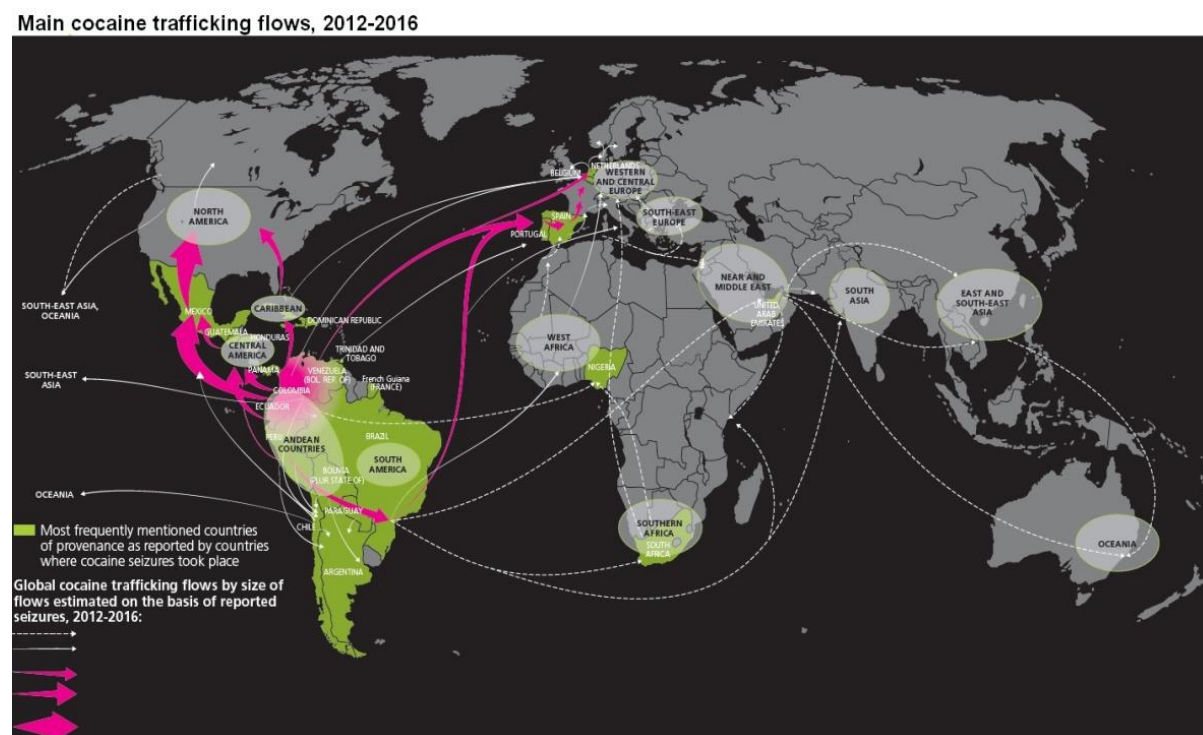 Main cocaine trafficking flows, 2012-2016
NETHERLANDS
BELGIUM
WESTERN
AND CENTRAL
EUROPE
NORTH
AMERICA
SPAIN
SOUTH-EAST
EUROPE
PORTUGAL
NEAR AND
MIDDLE EAST
SOUTH
ASIA
EAST AND
SOUTH-EAST
ASIA
SOUTH-EAST ASIA,
OCEANIA
MEXICO
CARIBBEAN
UNITED
ARAB
EMIRATES
DOMINICAN REPUBLIC
GUATEMALA
HONDURAS
CENTRAL
AMERICA
WEST
AFRICA
TRINIDAD AND
TOBAGO
PANAMA
VENEZUELA
(BOL. REP. OF)
NIGERIA
SOUTH-EAST
ASIA
French Guiana
(FRANCE)
COLOMBIA
ECUADOR
PERU
BRAZIL
ANDEAN
COUNTRIES
SOUTH
AMERICA
BOLIVIA
(PLUR STATE OF)
OCEANIA
PARAGUAY
CHILE
SOUTHERN
AFRICA
SOUTH
AFRICA
OCEANIA
ARGENTINA
Most frequently mentioned countries
of provenance as reported by countries
where cocaine seizures took place
Global cocaine trafficking flows by size of
flows estimated on the basis of reported
seizures, 2012-2016: